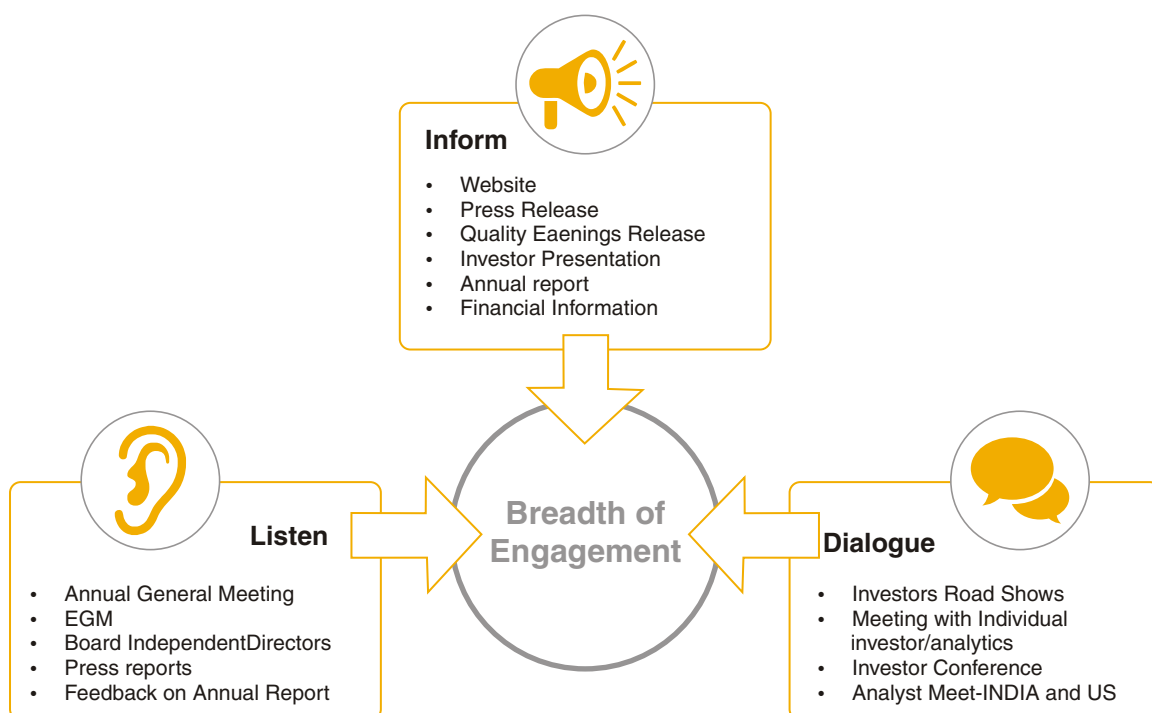 Inform
• Website
• Press Release
• Quality Eaenings Release
• Investor Presentation
• Annual report
• Financial Information
Breadth of
Engagement
Listen
• Annual General Meeting
• EGM
• Board IndependentDirectors
• Press reports
• Feedback on Annual Report
Dialogue
• Investors Road Shows
• Meeting with Individual
investor/analytics
• Investor Conference
• Analyst Meet-INDIA and US